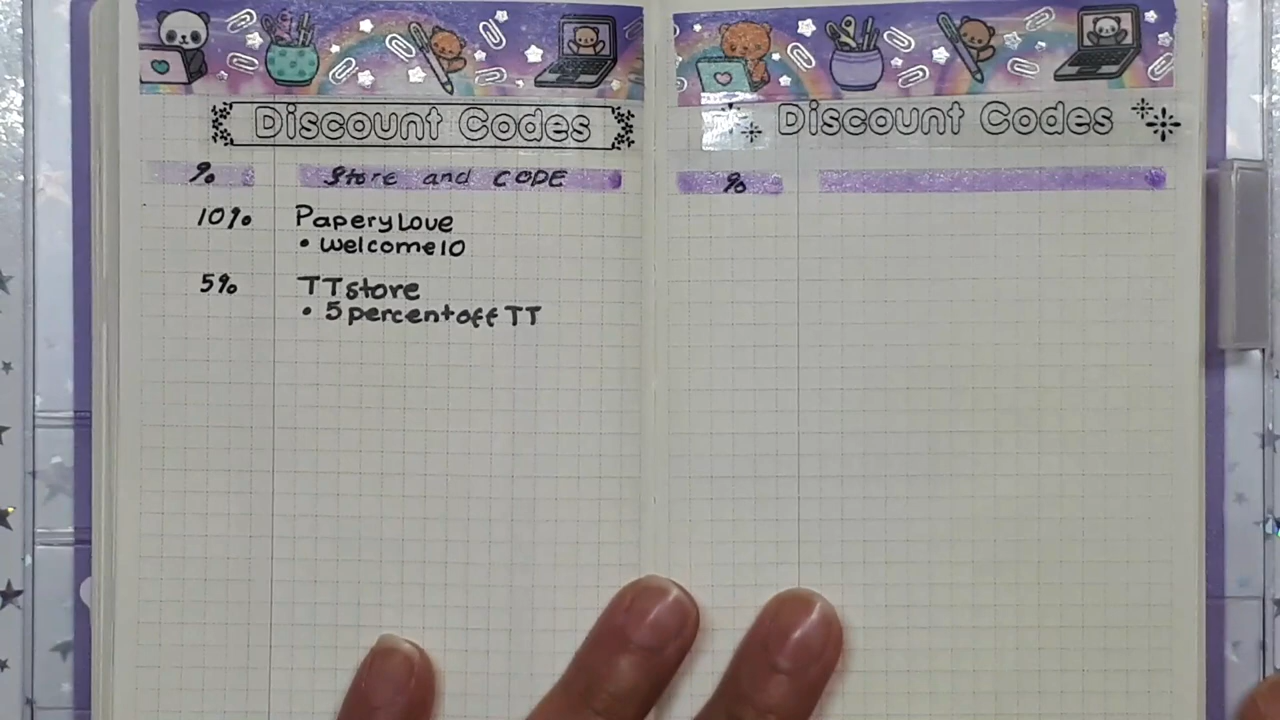 Discount Codes
% Store and CODE
10% PaperyLove
• Welcome10
5% TTstore
• 5percentoffTT
Discount Codes
%